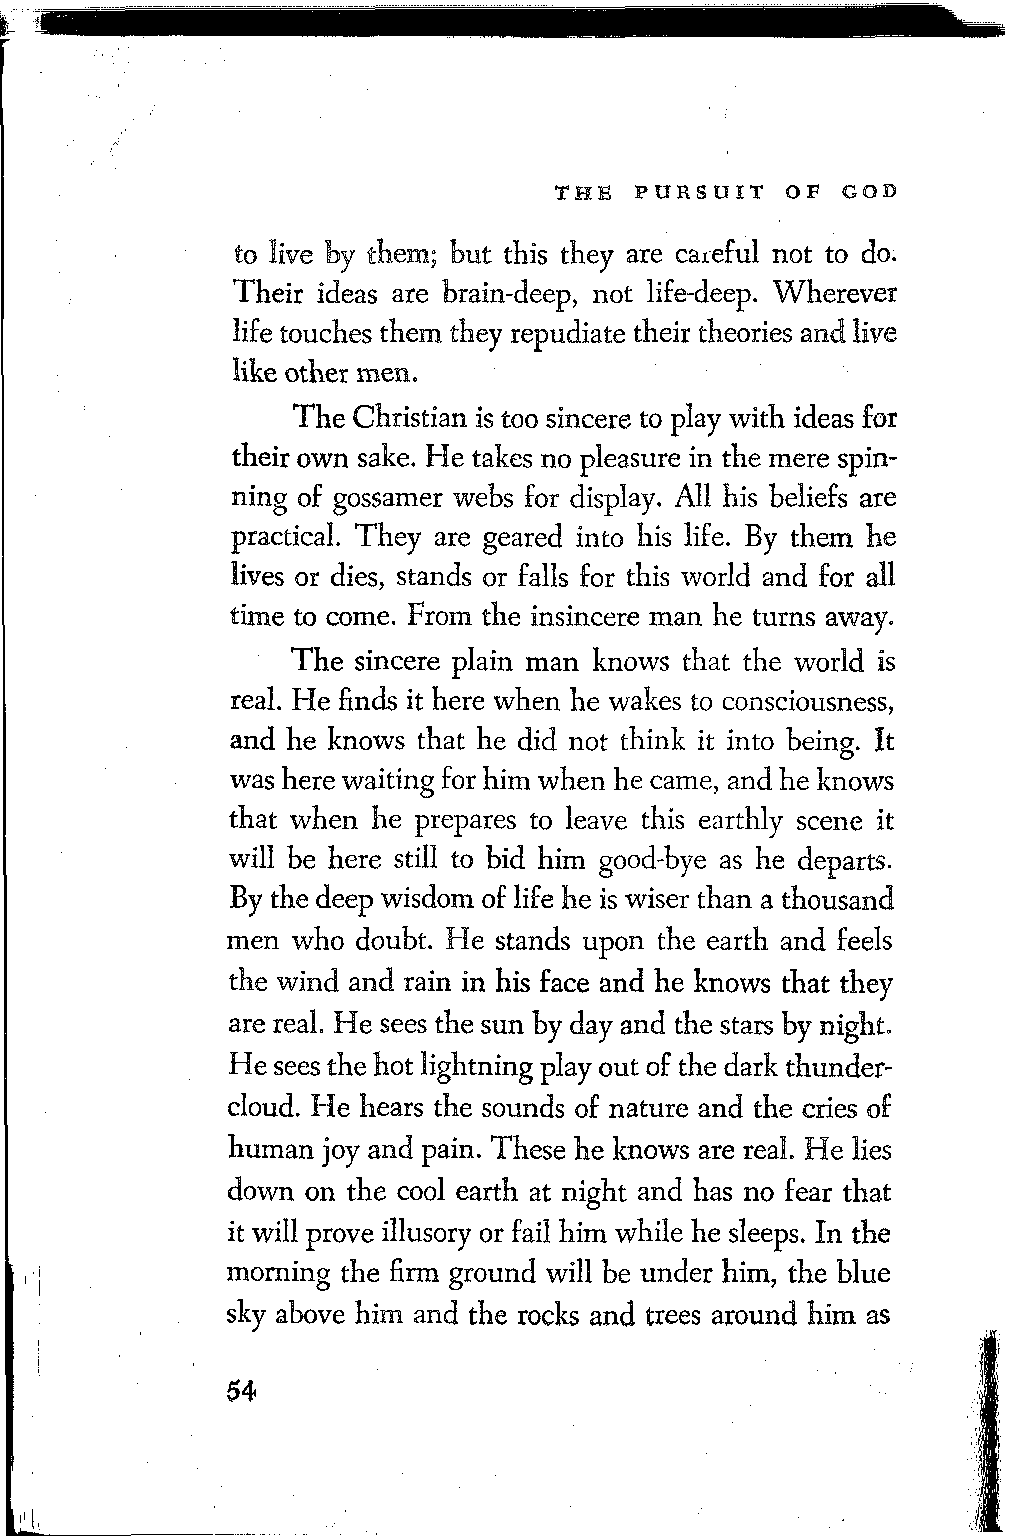 THE PURSUIT OF GOD
to live by them; but this they are careful not to do.
Their ideas are brain-deep, not life-deep. Wherever
life touches them they repudiate their theories and live
like other men.
The Christian is too sincere to play with ideas for
their own sake. He takes no pleasure in the mere spin-
ning of gossamer webs for display. All his beliefs are
practical. They are geared into his life. By them he
lives or dies, stands or falls for this world and for all
time to come. From the insincere man he turns away.
The sincere plain man knows that the world is
real. He finds it here when he wakes to consciousness,
and he knows that he did not think it into being. It
was here waiting for him when he came, and he knows
that when he prepares to leave this earthly scene it
will be here still to bid him good-bye as he departs.
By the deep wisdom of life he is wiser than a thousand
men who doubt. He stands upon the earth and feels
the wind and rain in his face and he knows that they
are real. He sees the sun by day and the stars by night.
He sees the hot lightning play out of the dark thunder-
cloud. He hears the sounds of nature and the cries of
human joy and pain. These he knows are real. He lies
down on the cool earth at night and has no fear that
it will prove illusory or fail him while he sleeps. In the
morning the firm ground will be under him, the blue
sky above him and the rocks and trees around him as
54